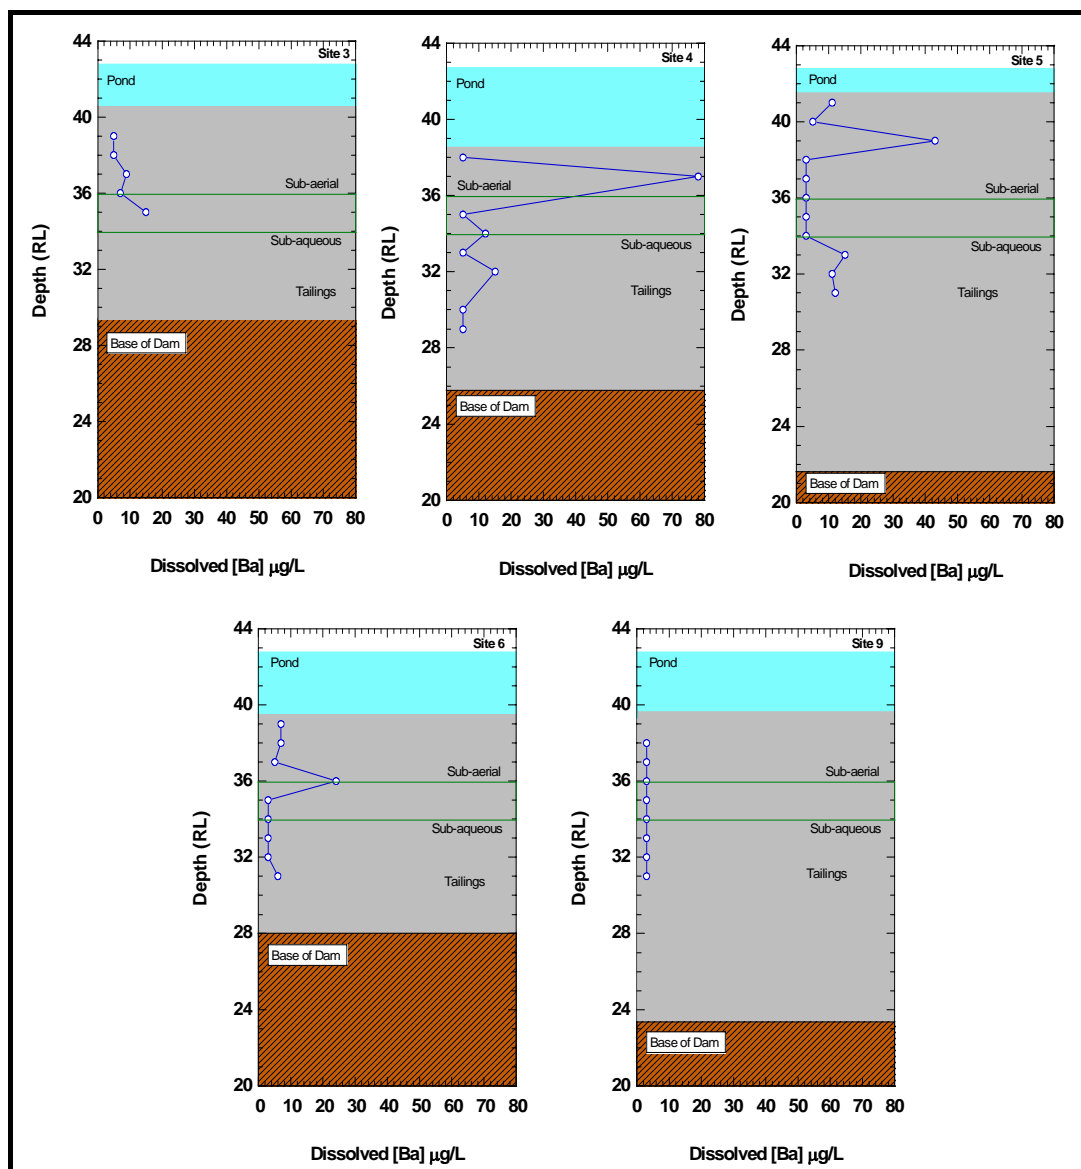 Site 3
44
40
36
32
28
24
20
Depth (RL)
Pond
Sub-aerial
Sub-aqueous
Tailings
Base of Dam
0 10 20 30 40 50 60 70 80
Dissolved [Ba] µg/L
Site 4
44
40
36
32
28
24
20
Depth (RL)
Pond
Sub-aerial
Sub-aqueous
Tailings
Base of Dam
0 10 20 30 40 50 60 70 80
Dissolved [Ba] µg/L
Site 5
44
40
36
32
28
24
20
Depth (RL)
Pond
Sub-aerial
Sub-aqueous
Tailings
Base of Dam
0 10 20 30 40 50 60 70 80
Dissolved [Ba] µg/L
Site 6
44
40
36
32
28
24
20
Depth (RL)
Pond
Sub-aerial
Sub-aqueous
Tailings
Base of Dam
0 10 20 30 40 50 60 70 80
Dissolved [Ba] µg/L
Site 9
44
40
36
32
28
24
20
Depth (RL)
Pond
Sub-aerial
Sub-aqueous
Tailings
Base of Dam
0 10 20 30 40 50 60 70 80
Dissolved [Ba] µg/L